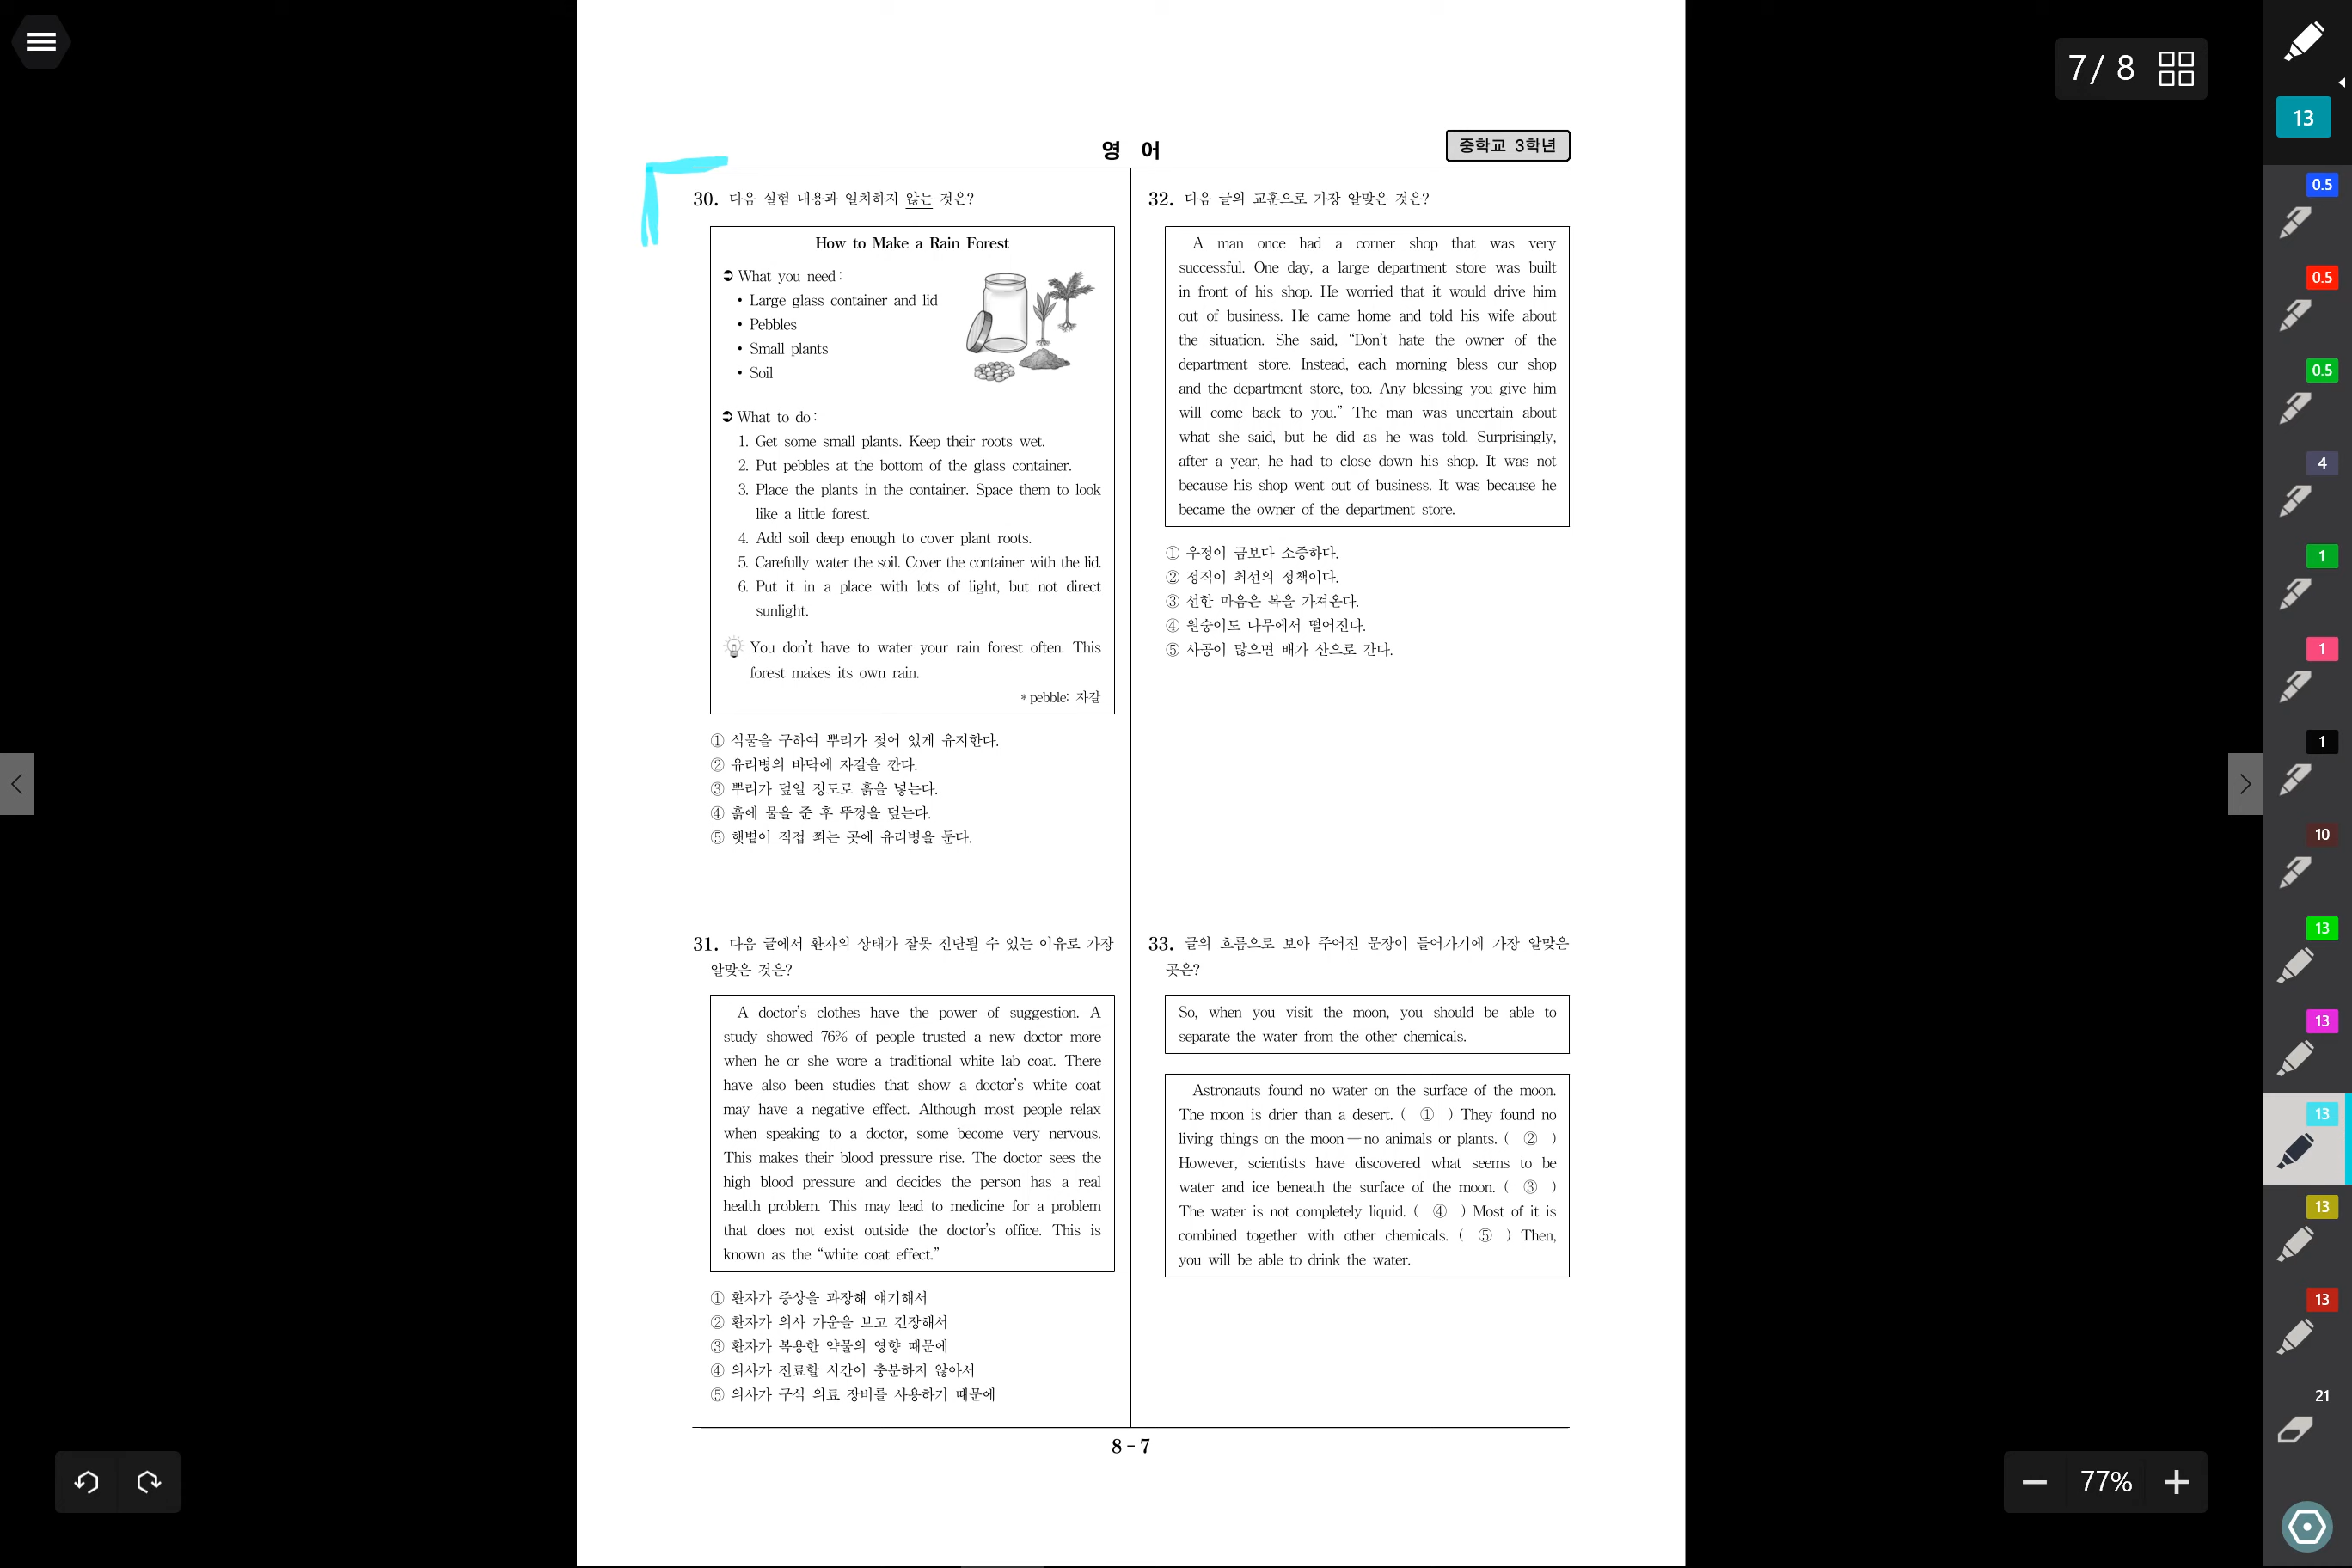 7/ 8
13
영 어
중학교 3학년
30. 다음 실험 내용과 일치하지 않는 것은?
How to Make a Rain Forest
➲ What you need :
• Large glass container and lid
• Pebbles
• Small plants
• Soil
➲ What to do :
1. Get some small plants. Keep their roots wet.
2. Put pebbles at the bottom of the glass container.
3. Place the plants in the container. Space them to look
like a little forest.
4. Add soil deep enough to cover plant roots.
5. Carefully water the soil. Cover the container with the lid.
6. Put it in a place with lots of light, but not direct
sunlight.
You don't have to water your rain forest often. This
forest makes its own rain.
* pebble: 자갈
① 식물을 구하여 뿌리가 젖어 있게 유지한다.
② 유리병의 바닥에 자갈을 깐다.
③ 뿌리가 덮일 정도로 흙을 넣는다.
④ 흙에 물을 준 후 뚜껑을 덮는다.
⑤ 햇볕이 직접 쬐는 곳에 유리병을 둔다.
31. 다음 글에서 환자의 상태가 잘못 진단될 수 있는 이유로 가장
알맞은 것은?
A doctor's clothes have the power of suggestion. A
study showed 76% of people trusted a new doctor more
when he or she wore a traditional white lab coat. There
have also been studies that show a doctor's white coat
may have a negative effect. Although most people relax
when speaking to a doctor, some become very nervous.
This makes their blood pressure rise. The doctor sees the
high blood pressure and decides the person has a real
health problem. This may lead to medicine for a problem
that does not exist outside the doctor's office. This is
known as the “white coat effect.”
① 환자가 증상을 과장해 얘기해서
② 환자가 의사 가운을 보고 긴장해서
③ 환자가 복용한 약물의 영향 때문에
④ 의사가 진료할 시간이 충분하지 않아서
⑤ 의사가 구식 의료 장비를 사용하기 때문에
32. 다음 글의 교훈으로 가장 알맞은 것은?
A man once had a corner shop that was very
successful. One day, a large department store was built
in front of his shop. He worried that it would drive him
out of business. He came home and told his wife about
the situation. She said, “Don't hate the owner of the
department store. Instead, each morning bless our shop
and the department store, too. Any blessing you give him
will come back to you.” The man was uncertain about
what she said, but he did as he was told. Surprisingly,
after a year, he had to close down his shop. It was not
because his shop went out of business. It was because he
became the owner of the department store.
① 우정이 금보다 소중하다.
② 정직이 최선의 정책이다.
③ 선한 마음은 복을 가져온다.
④ 원숭이도 나무에서 떨어진다.
⑤ 사공이 많으면 배가 산으로 간다.
33. 글의 흐름으로 보아 주어진 문장이 들어가기에 가장 알맞은
곳은?
So, when you visit the moon, you should be able to
separate the water from the other chemicals.
Astronauts found no water on the surface of the moon.
The moon is drier than a desert. ( ① ) They found no
living things on the moon — no animals or plants. ( ② )
However, scientists have discovered what seems to be
water and ice beneath the surface of the moon. ( ③ )
The water is not completely liquid. ( ④ ) Most of it is
combined together with other chemicals. ( ⑤ ) Then,
you will be able to drink the water.
8 - 7
0.5
0.5
0.5
4
1
1
1
10
13
13
13
13
13
21
77%